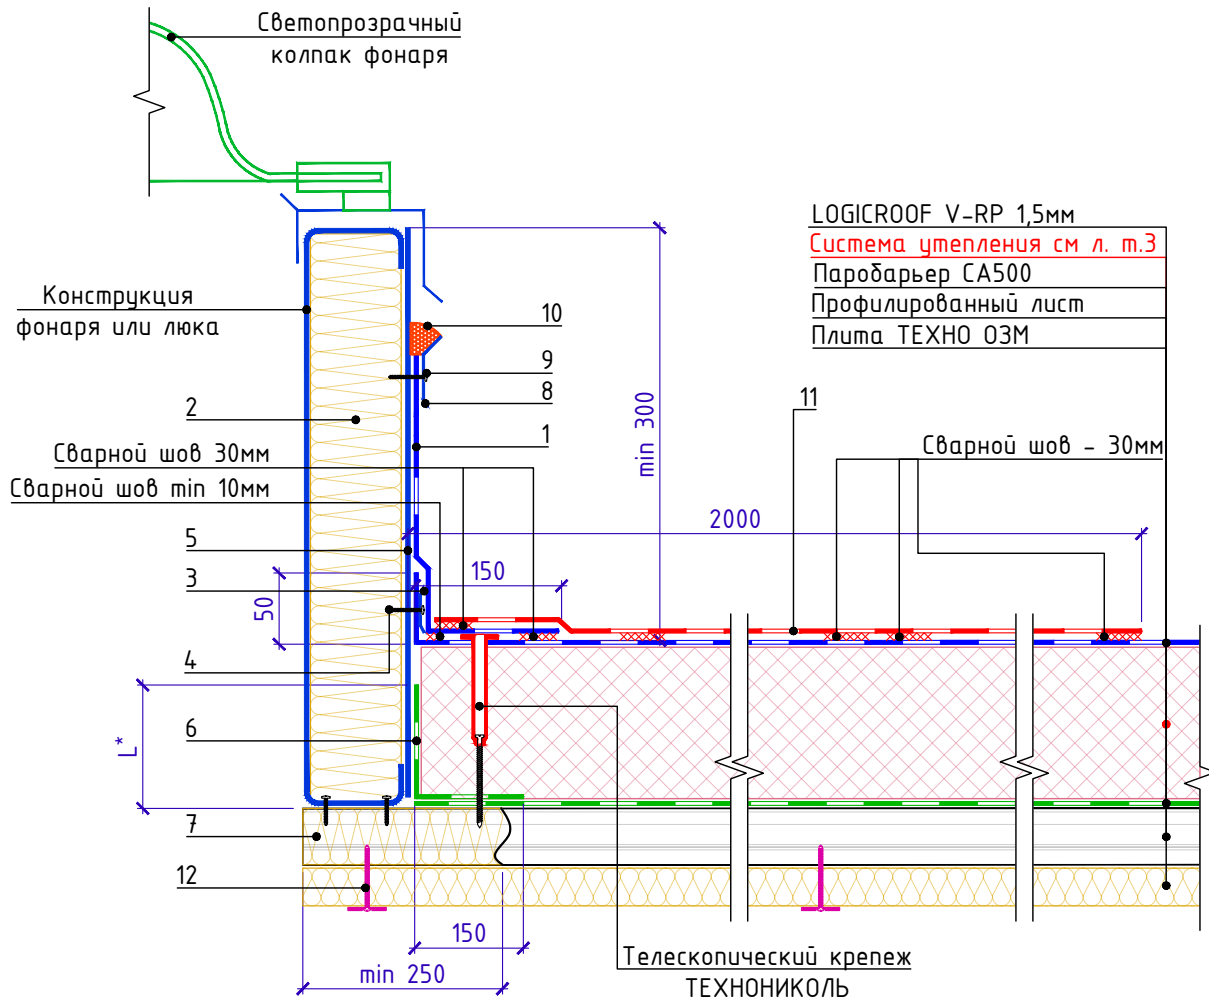 Светопрозрачный
колпак фонаря
LOGICROOF V-RP 1,5мм
Система утепления см л. т.3
Паробарьер СА500
Профилированный лист
Плита ТЕХНО ОЗМ
Конструкция
фонаря или люка
10
9
8
2
1
11
min 300
Сварной шов 30мм
Сварной шов - 30мм
Сварной шов min 10мм
2000
5
3
150
50
4
6
L*
7
12
150
Телескопический крепеж
ТЕХНОНИКОЛЬ
min 250